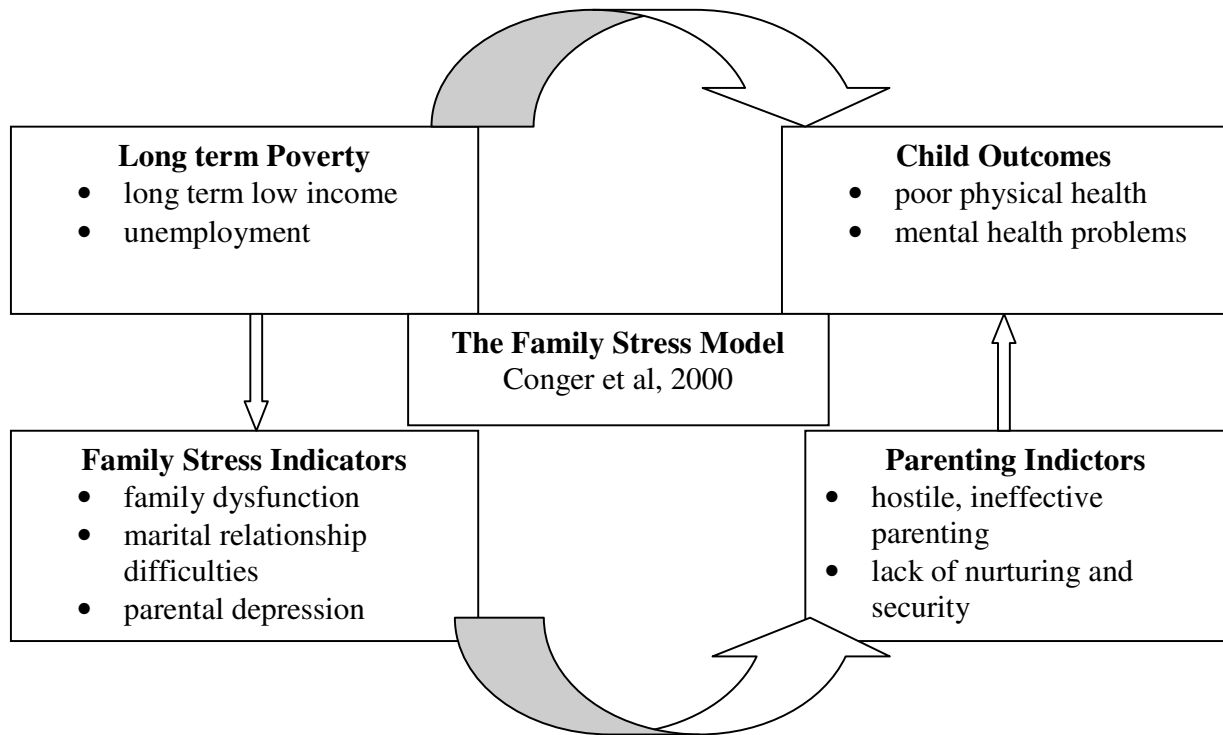 Long term Poverty
• long term low income
• unemployment
Child Outcomes
• poor physical health
• mental health problems
The Family Stress Model
Conger et al, 2000
Family Stress Indicators
• family dysfunction
• marital relationship
difficulties
• parental depression
Parenting Indictors
• hostile, ineffective
parenting
• lack of nurturing and
security